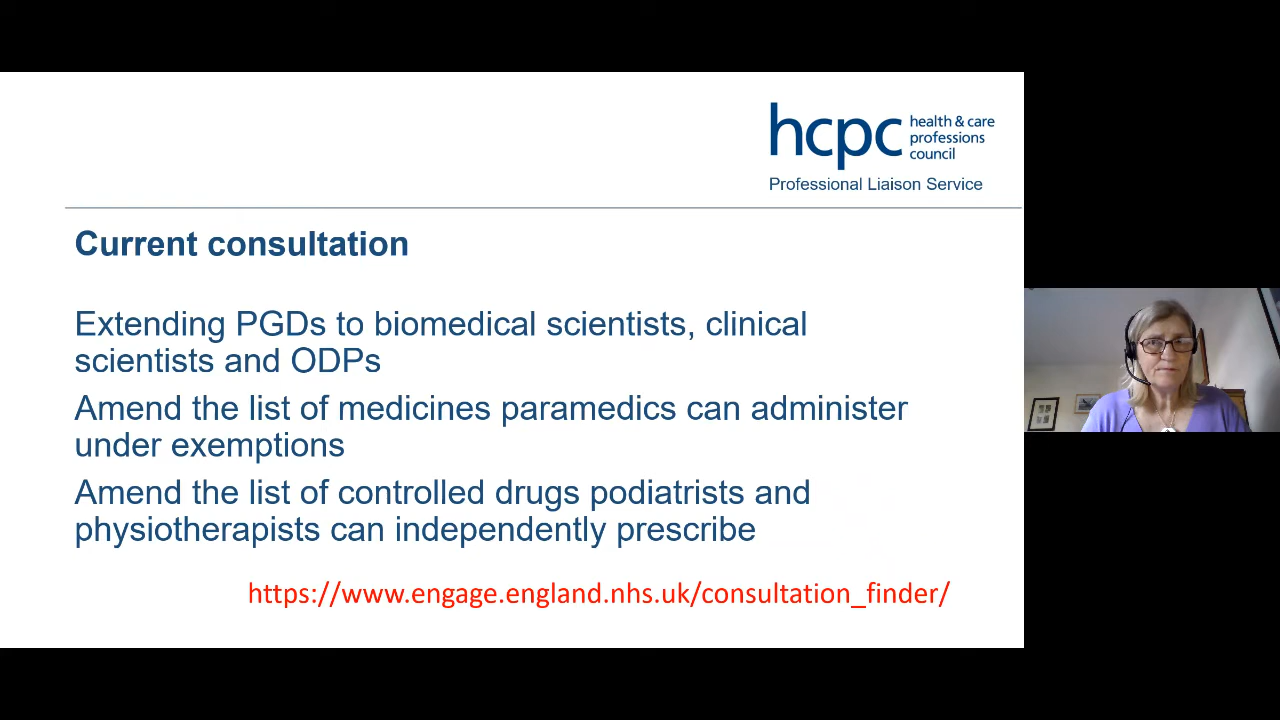 hcpc health & care
professions
council
Professional Liaison Service
Current consultation
Extending PGDs to biomedical scientists, clinical
scientists and ODPs
Amend the list of medicines paramedics can administer
under exemptions
Amend the list of controlled drugs podiatrists and
physiotherapists can independently prescribe
https://www.engage.england.nhs.uk/consultation_finder/